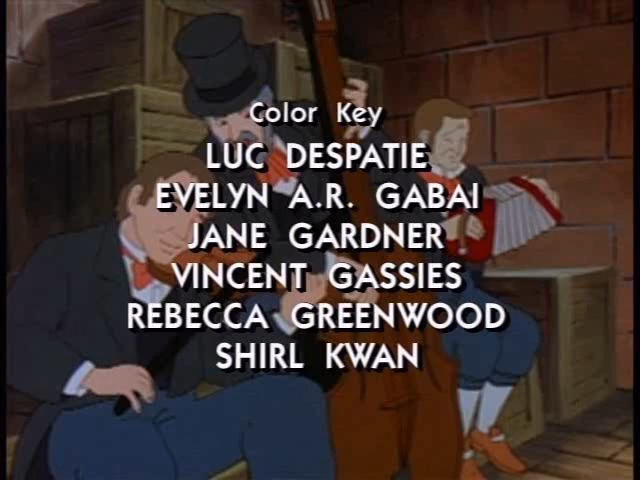 Color Key
LUC DESPATIE
EVELYN A.R. GABAI
JANE GARDNER
VINCENT GASSIES
REBECCA GREENWOOD
SHIRL KWAN